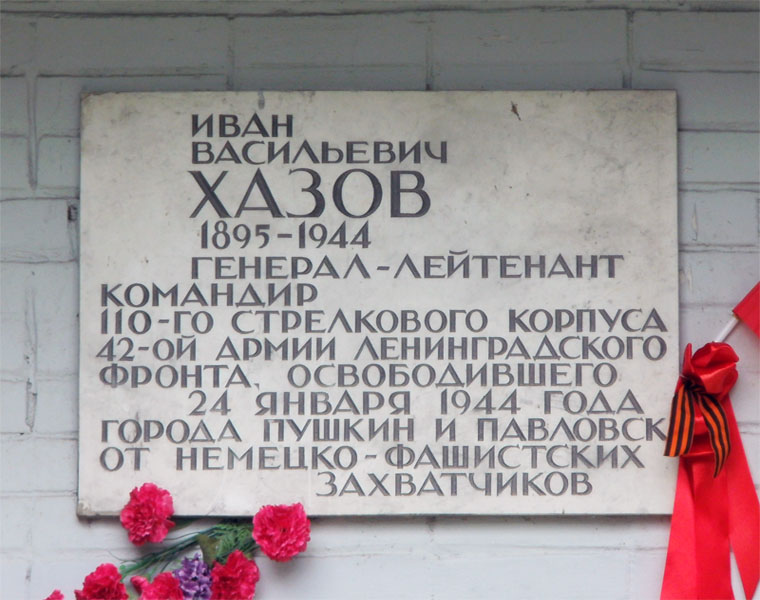 ИВАН
ВАСИЛЬЕВИЧ
ХАЗОВ
1895-1944
ГЕНЕРАЛ-ЛЕЙТЕНАНТ
КОМАНДИР
110-ГО СТРЕЛКОВОГО КОРПУСА
42-ОЙ АРМИИ ЛЕНИНГРАДСКОГО
ФРОНТА, ОСВОБОДИВШЕГО
24 ЯНВАРЯ 1944 ГОДА
ГОРОДА ПУШКИН И ПАВЛОВСК
ОТ НЕМЕЦКО-ФАШИСТСКИХ
ЗАХВАТЧИКОВ